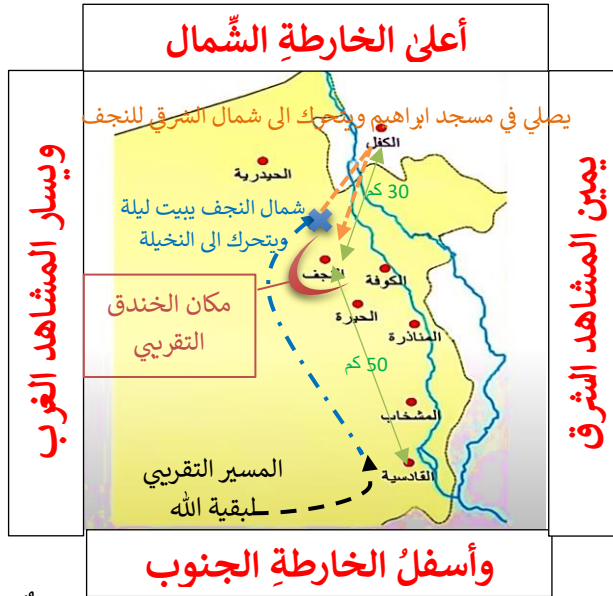 أعلىٰ الخارطةِ الشِّمال
يمين المشاهد الشرق
ويسار المشاهد الغرب
يصلي في مسجد ابراهيم ويتحرك الى شمال الشرقي للنجف
الكفل
الحيدرية
30 كم
شمال النجف يبيت ليلة
ويتحرك الى النخيلة
النجف
الكوفة
مكان الخندق
التقريبي
الحيرة
المناذرة
50 كم
المشخاب
القادسية
المسير التقريبي
لبقية الله
وأسفلُ الخارطةِ الجنوب